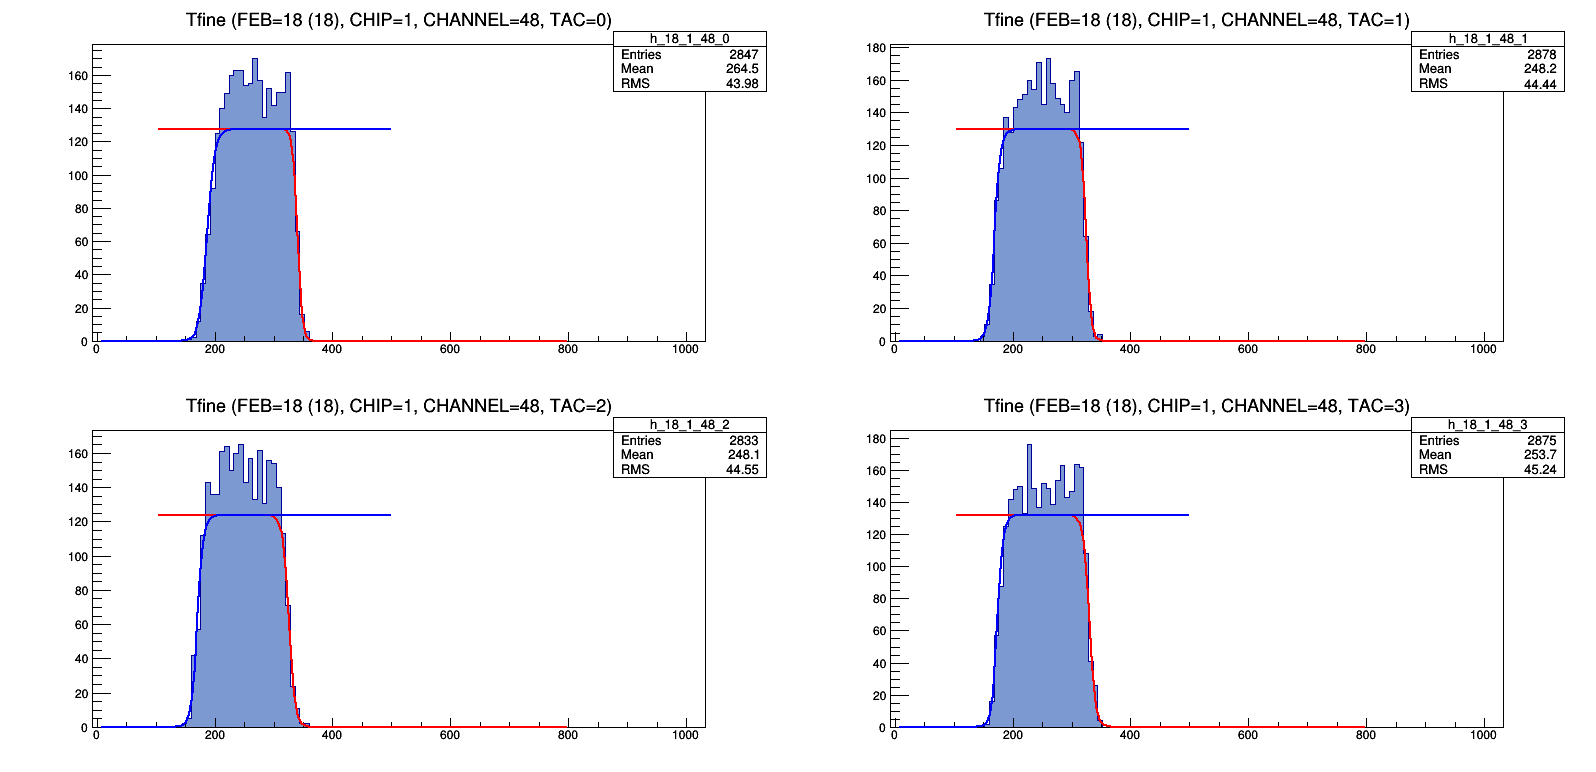 Tfine (FEB=18 (18), CHIP=1, CHANNEL=48, TAC=0)
h_18_1_48_0
Entries 2847
Mean 264.5
RMS 43.98
160
140
120
100
80
60
40
20
0
0 200 400 600 800 1000
Tfine (FEB=18 (18), CHIP=1, CHANNEL=48, TAC=1)
h_18_1_48_1
Entries 2878
Mean 248.2
RMS 44.44
180
160
140
120
100
80
60
40
20
0
0 200 400 600 800 1000
Tfine (FEB=18 (18), CHIP=1, CHANNEL=48, TAC=2)
h_18_1_48_2
Entries 2833
Mean 248.1
RMS 44.55
160
140
120
100
80
60
40
20
0
0 200 400 600 800 1000
Tfine (FEB=18 (18), CHIP=1, CHANNEL=48, TAC=3)
h_18_1_48_3
Entries 2875
Mean 253.7
RMS 45.24
180
160
140
120
100
80
60
40
20
0
0 200 400 600 800 1000